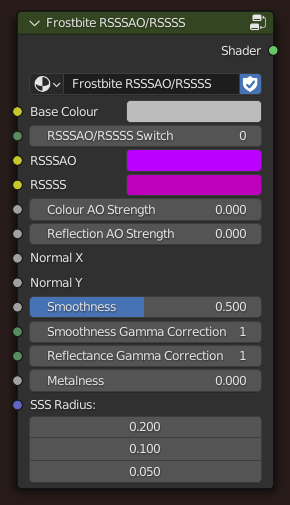 Frostbite RSSSAO/RSSSS
Shader
Frostbite RSSSAO/RSSSS
Base Colour
RSSSAO/RSSSS Switch 0
RSSSAO
RSSSS
Colour AO Strength 0.000
Reflection AO Strength 0.000
Normal X
Normal Y
Smoothness 0.500
Smoothness Gamma Correction 1
Reflectance Gamma Correction 1
Metalness 0.000
SSS Radius:
0.200
0.100
0.050